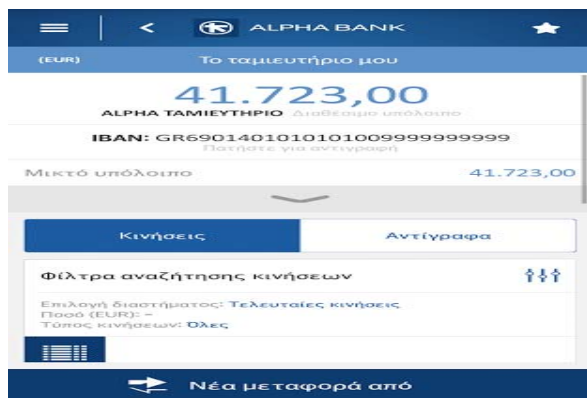 ALPHA BANK
(EUR) Το ταμιευτήριο μου
41.723,00
ALPHA ΤΑΜΙΕΥΤΗΡΙΟ Διαθέσιμο υπόλοιπο
IBAN: GR6901401010101009999999999
Πατήστε για αντιγραφή
Μικτό υπόλοιπο 41.723,00
Κινήσεις Αντίγραφα
Φίλτρα αναζήτησης κινήσεων
Επιλογή διαστήματος: Τελευταίες κινήσεις
Ποσό (EUR): –
Τύπος κινήσεων: Όλες
Νέα μεταφορά από